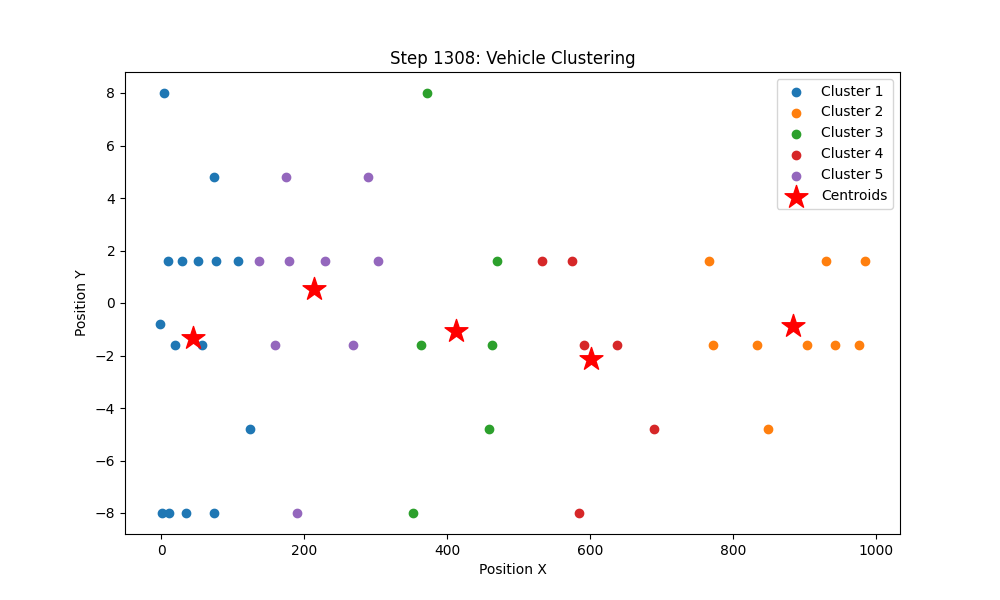 Step 1308: Vehicle Clustering
Cluster 1
Cluster 2
Cluster 3
Cluster 4
Cluster 5
Centroids
Position Y
8
6
4
2
0
−2
−4
−6
−8
0 200 400 600 800 1000
Position X